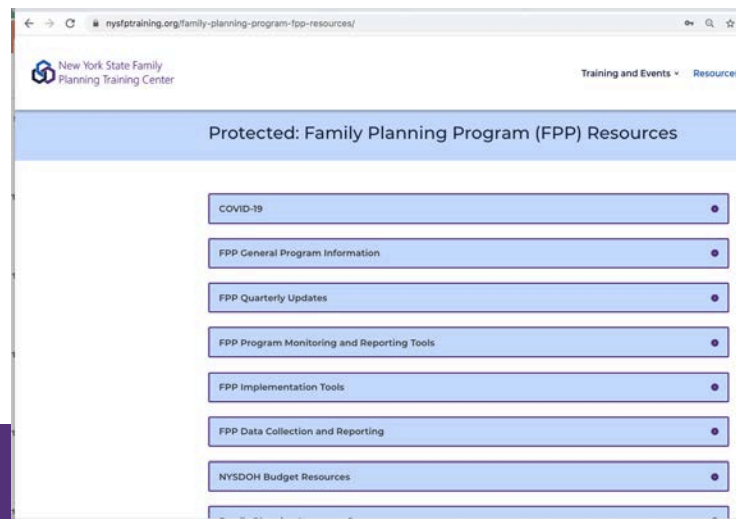 nysfptraining.org/family-planning-program-fpp-resources/
New York State Family
Planning Training Center
Training and Events
Resources
Protected: Family Planning Program (FPP) Resources
COVID-19
FPP General Program Information
FPP Quarterly Updates
FPP Program Monitoring and Reporting Tools
FPP Implementation Tools
FPP Data Collection and Reporting
NYSDOH Budget Resources